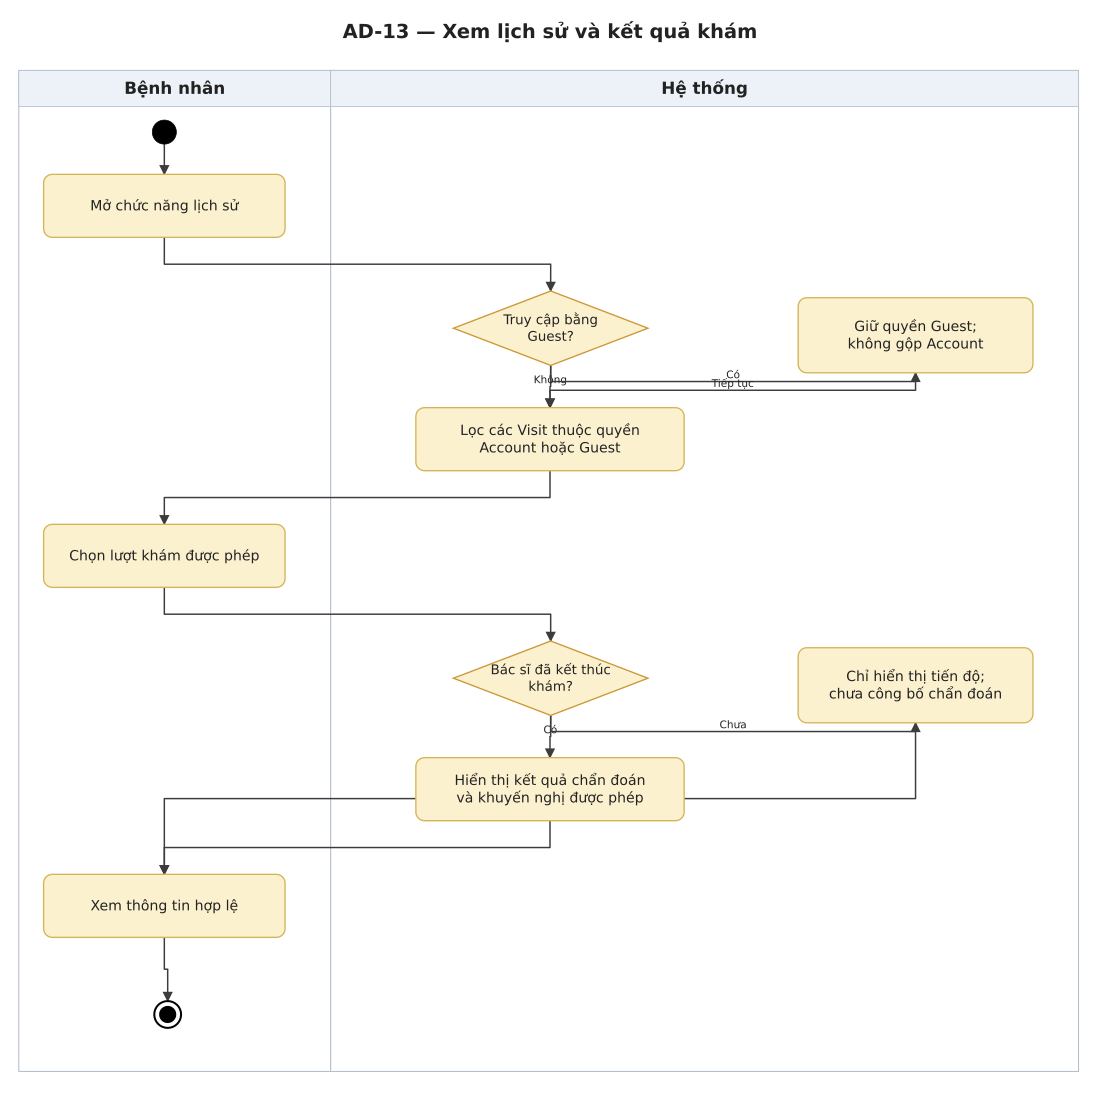 AD-13 — Xem lịch sử và kết quả khám
Bệnh nhân
Hệ thống
Mở chức năng lịch sử
Truy cập bằng
Guest?
Giữ quyền Guest;
không gộp Account
Có
Không
Tiếp tục
Lọc các Visit thuộc quyền
Account hoặc Guest
Chọn lượt khám được phép
Bác sĩ đã kết thúc
khám?
Chỉ hiển thị tiến độ;
chưa công bố chẩn đoán
Chưa
Có
Hiển thị kết quả chẩn đoán
và khuyến nghị được phép
Xem thông tin hợp lệ